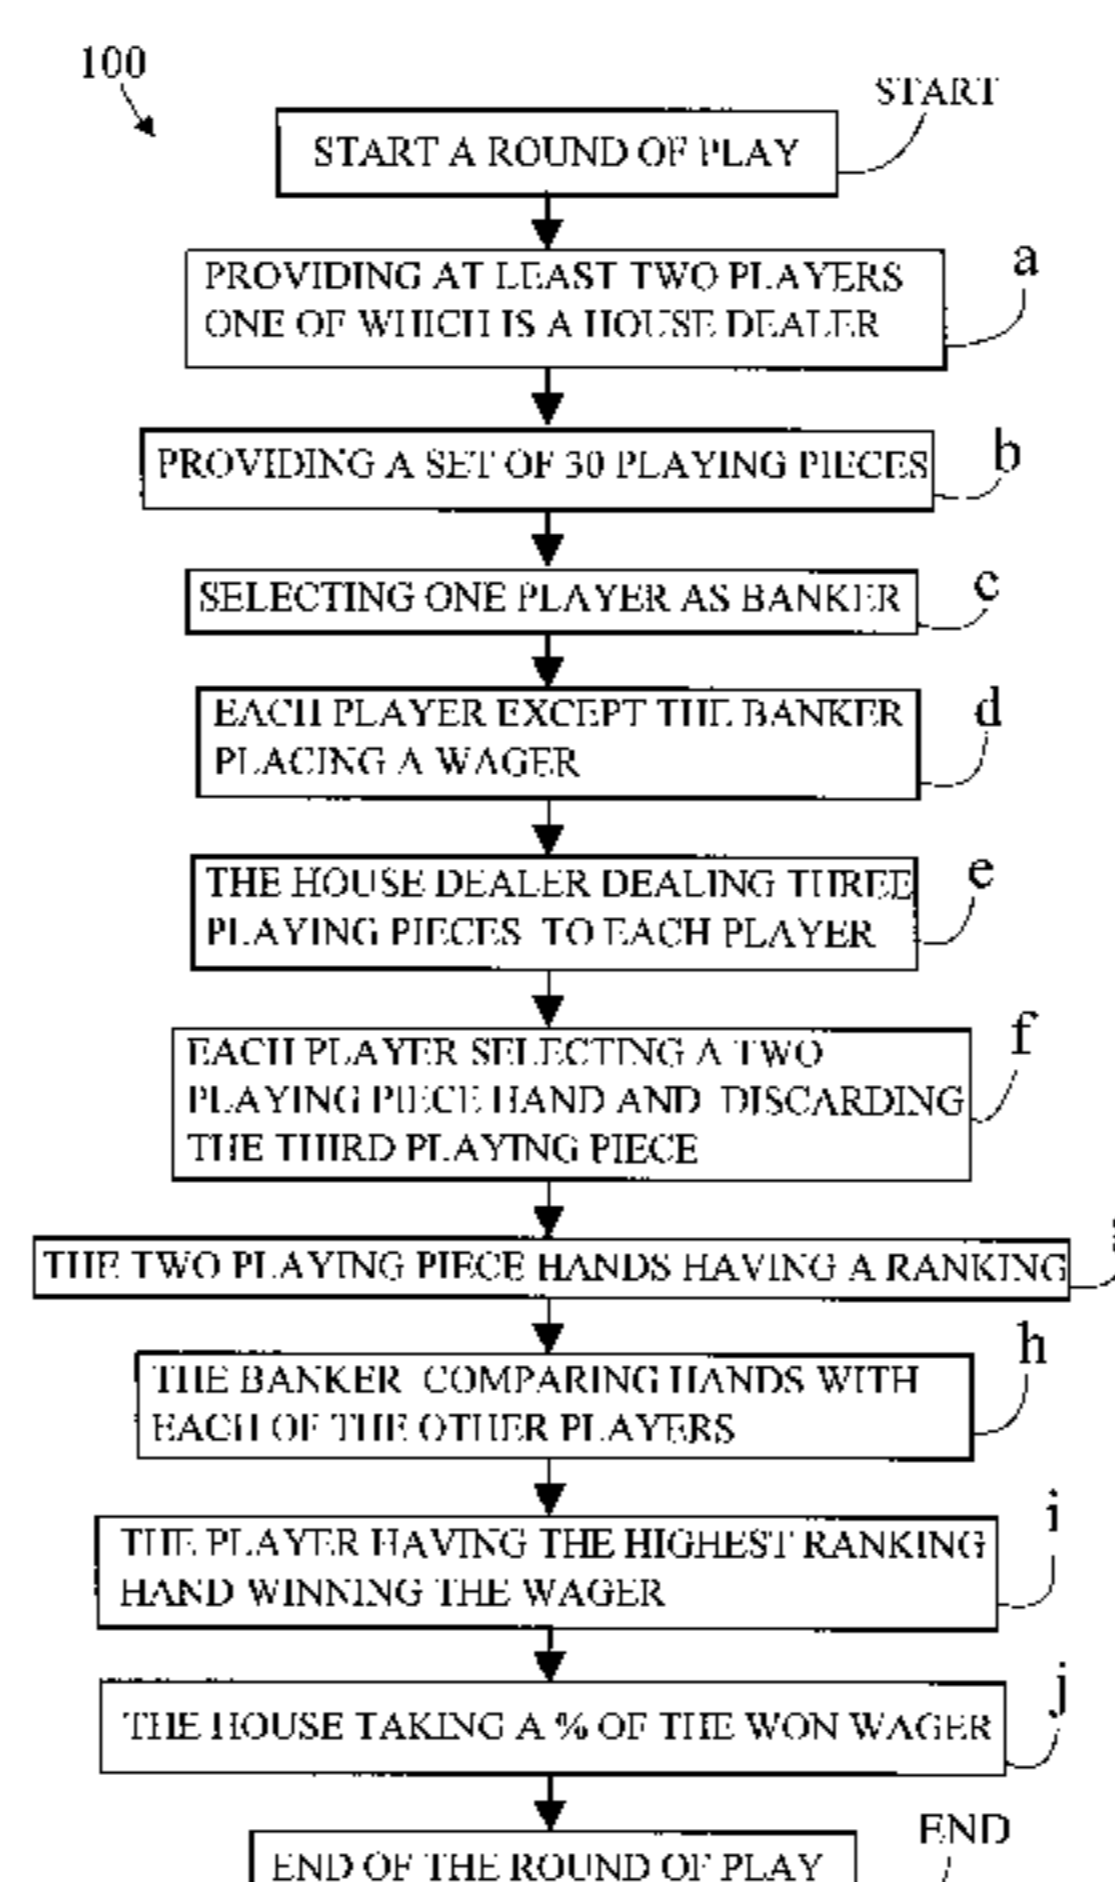 100
START
START A ROUND OF PLAY
a
PROVIDING AT LEAST TWO PLAYERS
ONE OF WHICH IS A HOUSE DEALER
b
PROVIDING A SET OF 30 PLAYING PIECES
c
SELECTING ONE PLAYER AS BANKER
d
EACH PLAYER EXCEPT THE BANKER
PLACING A WAGER
e
THE HOUSE DEALER DEALING THREE
PLAYING PIECES TO EACH PLAYER
f
EACH PLAYER SELECTING A TWO
PLAYING PIECE HAND AND DISCARDING
THE THIRD PLAYING PIECE
THE TWO PLAYING PIECE HANDS HAVING A RANKING
h
THE BANKER COMPARING HANDS WITH
EACH OF THE OTHER PLAYERS
i
THE PLAYER HAVING THE HIGHEST RANKING
HAND WINNING THE WAGER
j
THE HOUSE TAKING A % OF THE WON WAGER
END
END OF THE ROUND OF PLAY